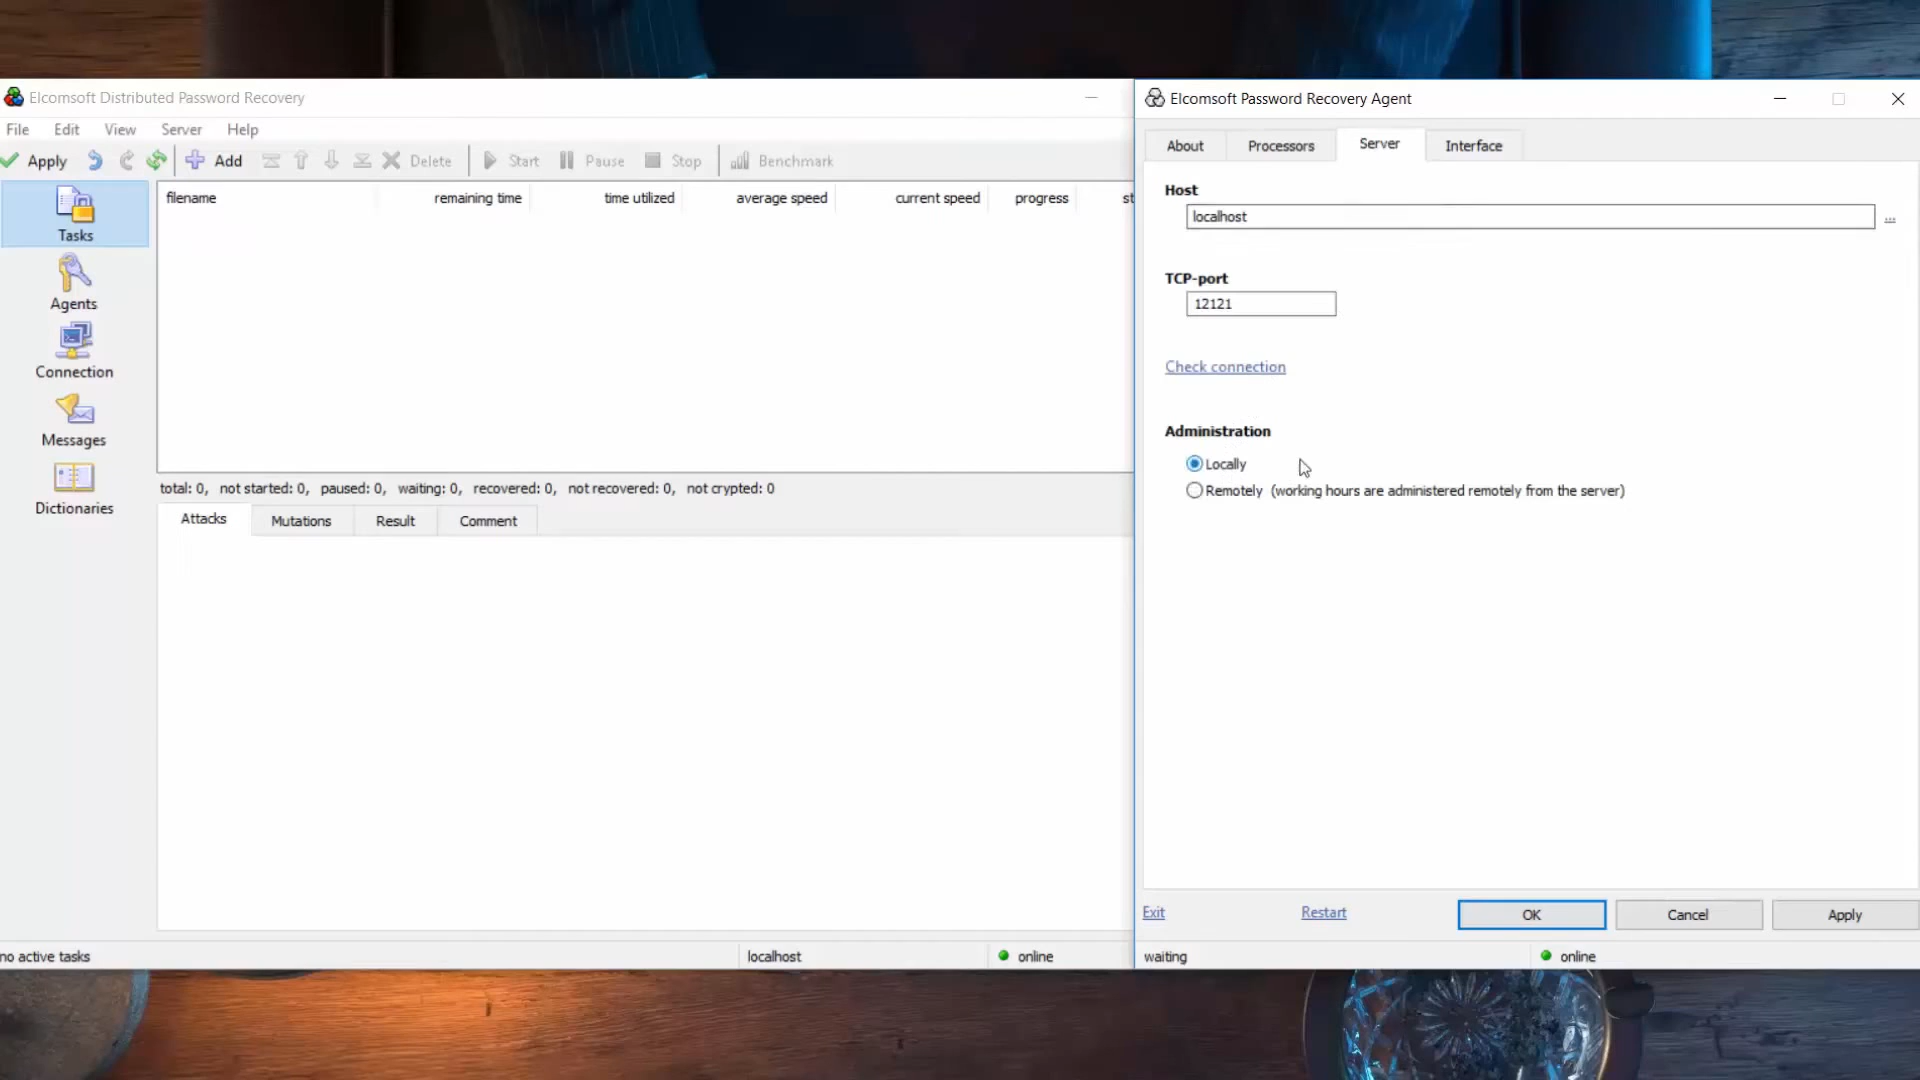 Elcomsoft Distributed Password Recovery
File Edit View Server Help
Apply Add Delete Start Pause Stop Benchmark
Tasks
Agents
Connection
Messages
Dictionaries
filename remaining time time utilized average speed current speed progress st
total: 0, not started: 0, paused: 0, waiting: 0, recovered: 0, not recovered: 0, not crypted: 0
Attacks Mutations Result Comment
no active tasks localhost online
Elcomsoft Password Recovery Agent
About Processors Server Interface
Host
localhost
...
TCP-port
12121
Check connection
Administration
Locally
Remotely (working hours are administered remotely from the server)
Exit Restart OK Cancel Apply
waiting online